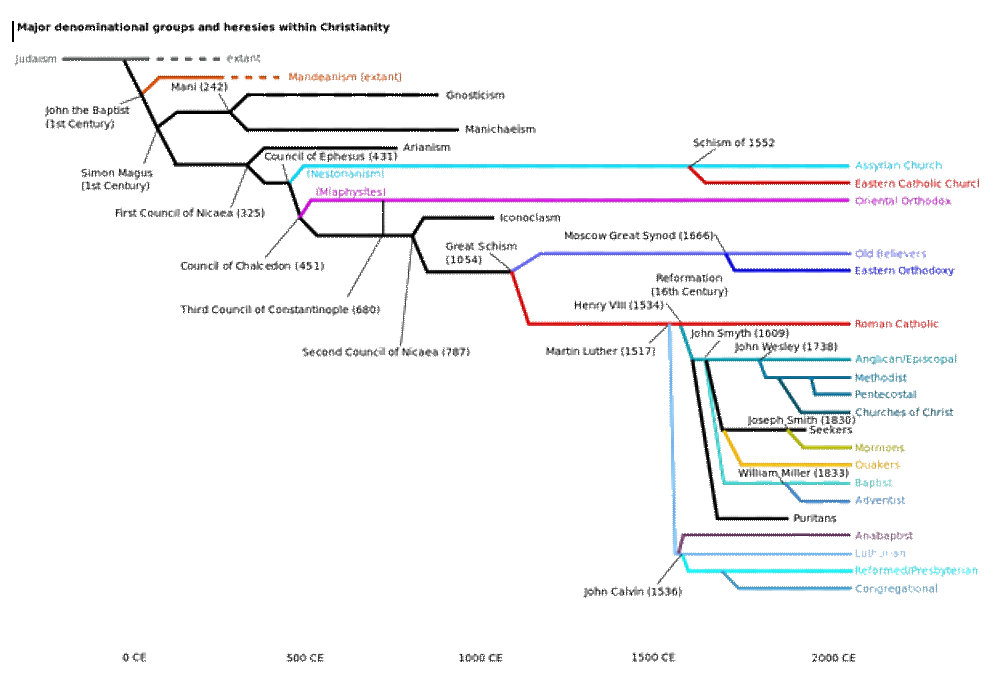 Major denominational groups and heresies within Christianity
Judaism
extant
Mandeanism (extant)
Mani (242)
Gnosticism
John the Baptist
(1st Century)
Manichaeism
Arianism
Schism of 1552
Council of Ephesus (431)
Assyrian Church
(Nestorianism)
Simon Magus
(1st Century)
Eastern Catholic Churcl
(Miaphysites)
Oriental Orthodox
First Council of Nicaea (325)
Iconoclasm
Moscow Great Synod (1666)
Great Schism
(1054)
Old Believers
Council of Chalcedon (451)
Eastern Orthodoxy
Reformation
(16th Century)
Third Council of Constantinople (680)
Henry VIII (1534)
Roman Catholic
John Smyth (1609)
John Wesley (1738)
Second Council of Nicaea (787)
Martin Luther (1517)
Anglican/Episcopal
Methodist
Pentecostal
Churches of Christ
Joseph Smith (1830)
Seekers
Mormons
Quakers
William Miller (1833)
Baptist
Adventist
Puritans
Anabaptist
Reformed/Presbyterian
John Calvin (1536)
Congregational
0 CE
500 CE
1000 CE
1500 CE
2000 CE